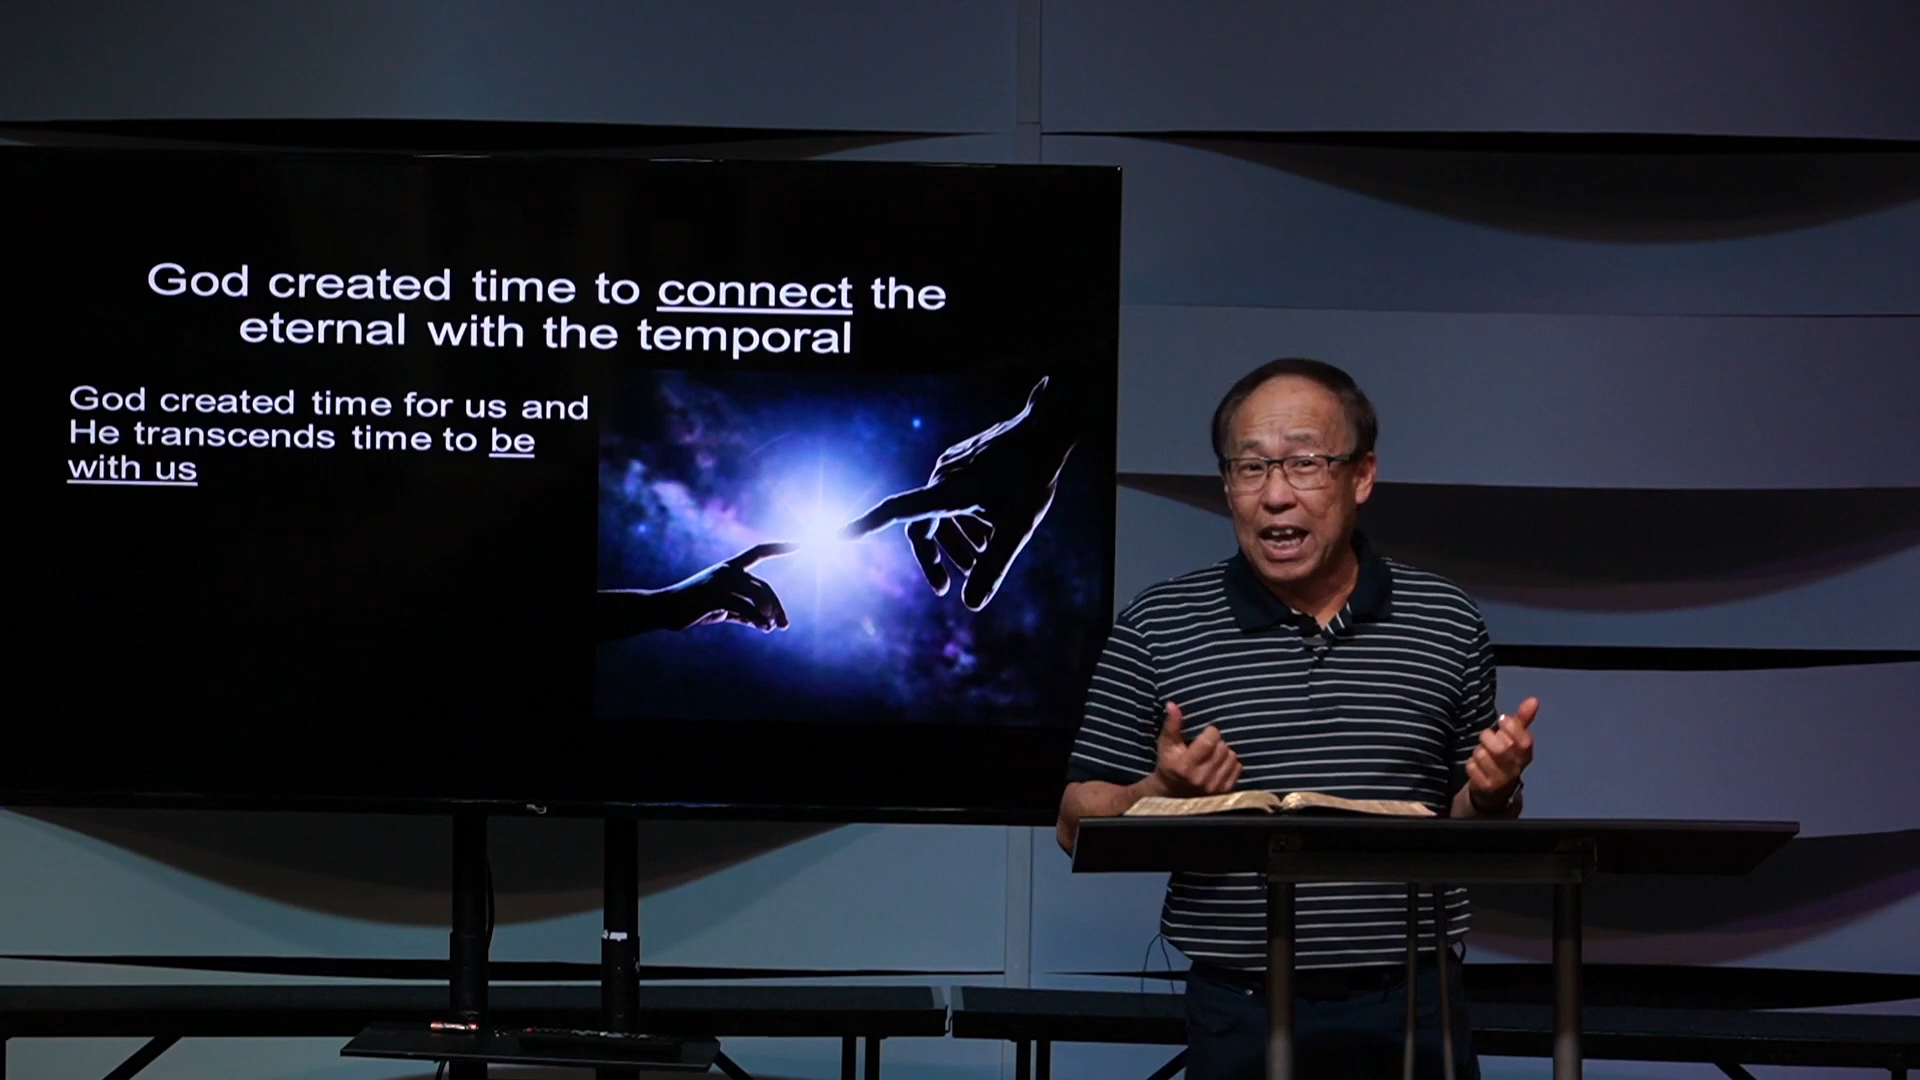 God created time to connect the
eternal with the temporal
God created time for us and
He transcends time to be
with us